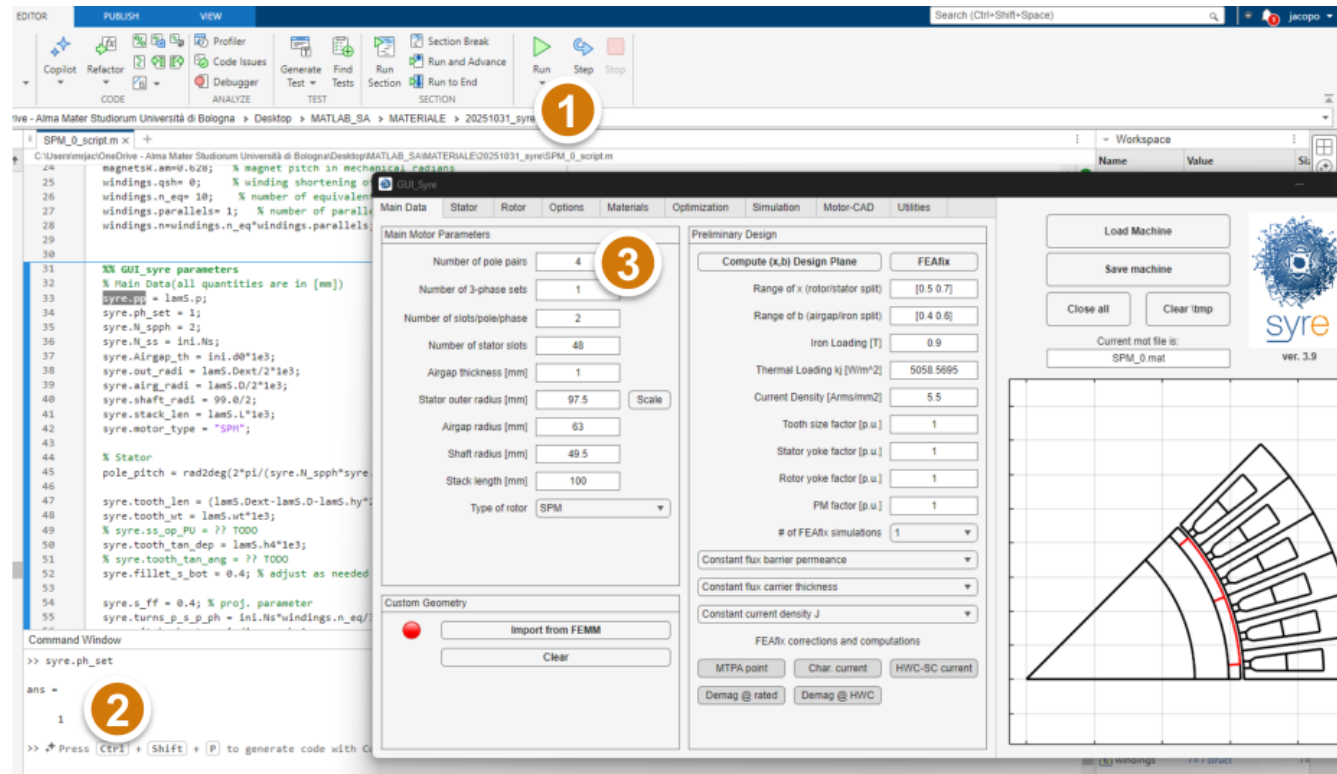 EDITOR PUBLISH VIEW Search (Ctrl+Shift+Space) jacopo
Copilot Refactor Profiler Code Issues Debugger Generate Test Find Tests Run Section Section Break Run and Advance Run to End Run Step Stop
CODE ANALYZE TEST SECTION
1
- Alma Mater Studiorum Università di Bologna > Desktop > MATLAB_SA > MATERIALE > 20251031_syre
SPM_0_script.m × +
C:\Users\mrjac\OneDrive - Alma Mater Studiorum Università di Bologna\Desktop\MATLAB_SA\MATERIALE\20251031_syre\SPM_0_script.m
24 magnetsR.am=0.628; % magnet pitch in mechanical radians
25 windings.qsh= 0; % winding shortening
26 windings.n_eq= 10; % number of equivalen
27 windings.parallels= 1; % number of paralle
28 windings.n=windings.n_eq*windings.parallels;
29
30
31 %% GUI_syre parameters
32 % Main Data(all quantities are in [mm])
33 syre.pp = lamS.p;
34 syre.ph_set = 1;
35 syre.N_spph = 2;
36 syre.N_ss = ini.Ns;
37 syre.Airgap_th = ini.d0*1e3;
38 syre.out_radi = lamS.Dext/2*1e3;
39 syre.airg_radi = lamS.D/2*1e3;
40 syre.shaft_radi = 99.0/2;
41 syre.stack_len = lamS.L*1e3;
42 syre.motor_type = "SPM";
43
44 % Stator
45 pole_pitch = rad2deg(2*pi/(syre.N_spph*syre.
46
47 syre.tooth_len = (lamS.Dext-lamS.D-lamS.hy*
48 syre.tooth_wt = lamS.wt*1e3;
49 % syre.ss_op_PU = ?? TODO
50 syre.tooth_tan_dep = lamS.h4*1e3;
51 % syre.tooth_tan_ang = ?? TODO
52 syre.fillet_s_bot = 0.4; % adjust as needed
53
54 syre.s_ff = 0.4; % proj. parameter
55 syre.turns_p_s_p_ph = ini.Ns*windings.n_eq/
Command Window
>> syre.ph_set
ans =
1
2
>> Press Ctrl + Shift + P to generate code with
Workspace
Name Value
GUI_Syre
Main Data Stator Rotor Options Materials Optimization Simulation Motor-CAD Utilities
Main Motor Parameters
Number of pole pairs 4
3
Number of 3-phase sets 1
Number of slots/pole/phase 2
Number of stator slots 48
Airgap thickness [mm] 1
Stator outer radius [mm] 97.5 Scale
Airgap radius [mm] 63
Shaft radius [mm] 49.5
Stack length [mm] 100
Type of rotor SPM
Custom Geometry
Import from FEMM
Clear
Preliminary Design
Compute (x,b) Design Plane FEAfix
Range of x (rotor/stator split) [0.5 0.7]
Range of b (airgap/iron split) [0.4 0.6]
Iron Loading [T] 0.9
Thermal Loading kj [W/m^2] 5058.5695
Current Density [Arms/mm2] 5.5
Tooth size factor [p.u.] 1
Stator yoke factor [p.u.] 1
Rotor yoke factor [p.u.] 1
PM factor [p.u.] 1
# of FEAfix simulations 1
Constant flux barrier permeance
Constant flux carrier thickness
Constant current density J
FEAfix corrections and computations
MTPA point Char. current HWC-SC current
Demag @ rated Demag @ HWC
Load Machine
Save machine
Close all Clear \tmp
Current mot file is:
SPM_0.mat
syre
ver. 3.9
windings